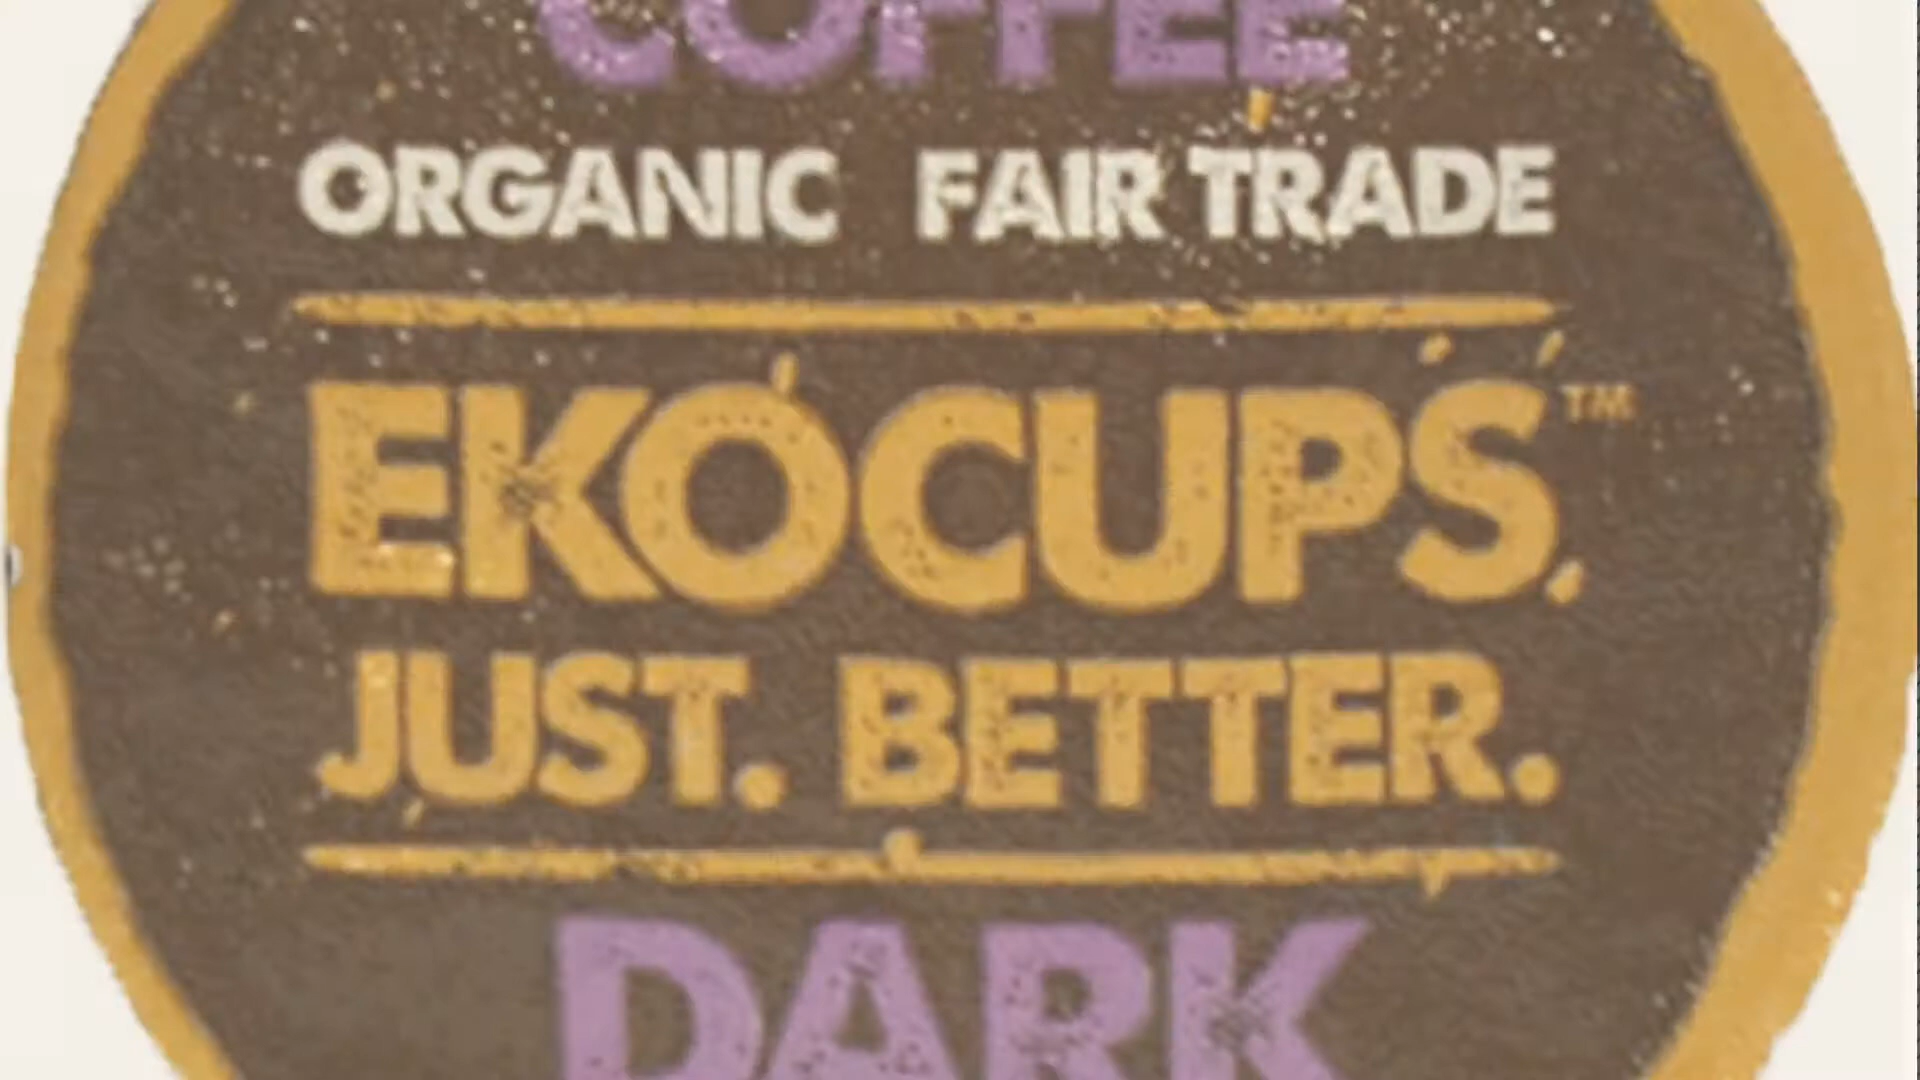 COFFEE
ORGANIC FAIR TRADE
EKOCUPS™
JUST. BETTER.
DARK